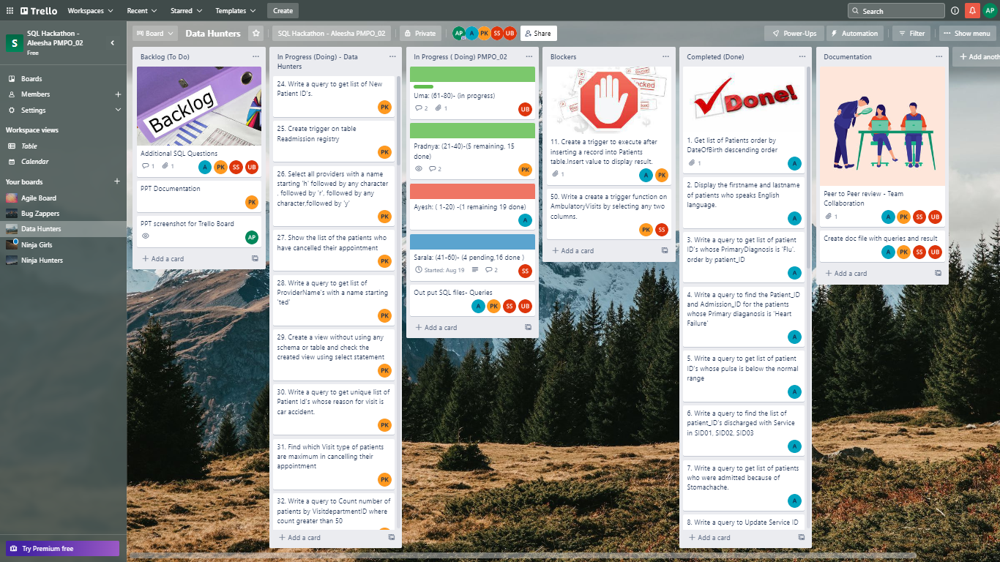 Trello
Workspaces
Recent
Starred
Templates
Create
Search
AP
S
SQL Hackathon -
Aleesha PMPO_02
Free
Boards
Members
Settings
Workspace views
Table
Calendar
Your boards
Agile Board
Bug Zappers
Data Hunters
Ninja Girls
Ninja Hunters
Try Premium free
Board
Data Hunters
SQL Hackathon - Aleesha PMPO_02
Private
AP A PK SS UB
Share
Power-Ups
Automation
Filter
Show menu
Backlog (To Do)
Backlog
Additional SQL Questions
1 1 A PK SS UB
PPT Documentation
PK
PPT screenshot for Trello Board
AP
+ Add a card
In Progress (Doing) - Data
Hunters
24. Write a query to get list of New
Patient ID's.
PK
25. Create trigger on table
Readmission registry
PK
26. Select all providers with a name
starting 'h' followed by any character
, followed by 'r', followed by any
character,followed by 'y'
PK
27. Show the list of the patients who
have cancelled their appointment
PK
28. Write a query to get list of
ProviderName's with a name starting
'ted'
PK
29. Create a view without using any
schema or table and check the
created view using select statement
PK
30. Write a query to get unique list of
Patient Id's whose reason for visit is
car accident.
PK
31. Find which Visit type of patients
are maximum in cancelling their
appointment
PK
32. Write a query to Count number of
patients by VisitdepartmentID where
count greater than 50
+ Add a card
In Progress ( Doing) PMPO_02
Uma: (61-80)- (in progress)
2 1 UB
Pradnya: (21-40)-(5 remaining, 15
done)
2 PK
Ayesh: ( 1-20) -(1 remaining 19 done)
A
Sarala: (41-60)- (4 pending,16 done )
Started: Aug 19 2 SS
Out put SQL files- Queries
A PK SS UB
+ Add a card
Blockers
11. Create a trigger to execute after
inserting a record into Patients
table.Insert value to display result.
1 A PK
50. Write a create a trigger function on
AmbulatoryVisits by selecting any two
columns.
PK SS
+ Add a card
Completed (Done)
Done!
1. Get list of Patients order by
DateOfBirth descending order
1 A
2. Display the firstname and lastname
of patients who speaks English
language.
A
3. Write a query to get list of patient
ID's whose PrimaryDiagnosis is 'Flu'.
order by patient_ID
A
4. Write a query to find the Patient_ID
and Admission_ID for the patients
whose Primary diaganosis is 'Heart
Failure'
A
5. Write a query to get list of patient
ID's whose pulse is below the normal
range
A
6. Write a query to find the list of
patient_ID's discharged with Service
in SID01, SID02, SID03
A
7. Write a query to get list of patients
who were admitted because of
Stomachache.
A
8. Write a query to Update Service ID
+ Add a card
Documentation
Peer to Peer review - Team
Collaboration
1 A PK SS UB
Create doc file with queries and result
A PK SS UB
+ Add a card
+ Add anoth